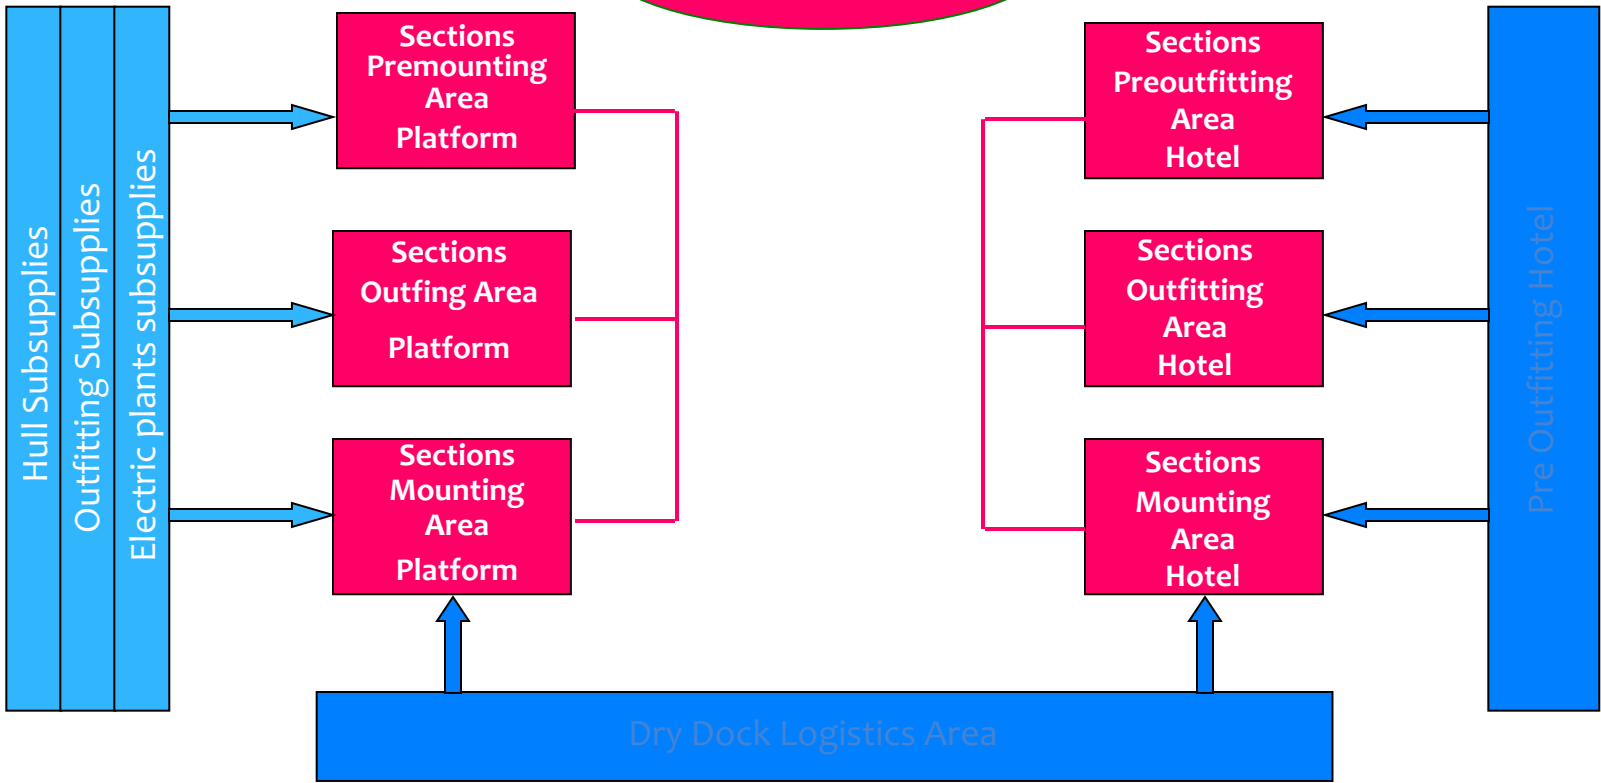 Hull Subsupplies
Outfitting Subsupplies
Electric plants subsupplies
Sections
Premounting
Area
Platform
Sections
Outfing Area
Platform
Sections
Mounting
Area
Platform
Sections
Preoutfitting
Area
Hotel
Sections
Outfitting
Area
Hotel
Sections
Mounting
Area
Hotel
Pre Outfitting Hotel
Dry Dock Logistics Area